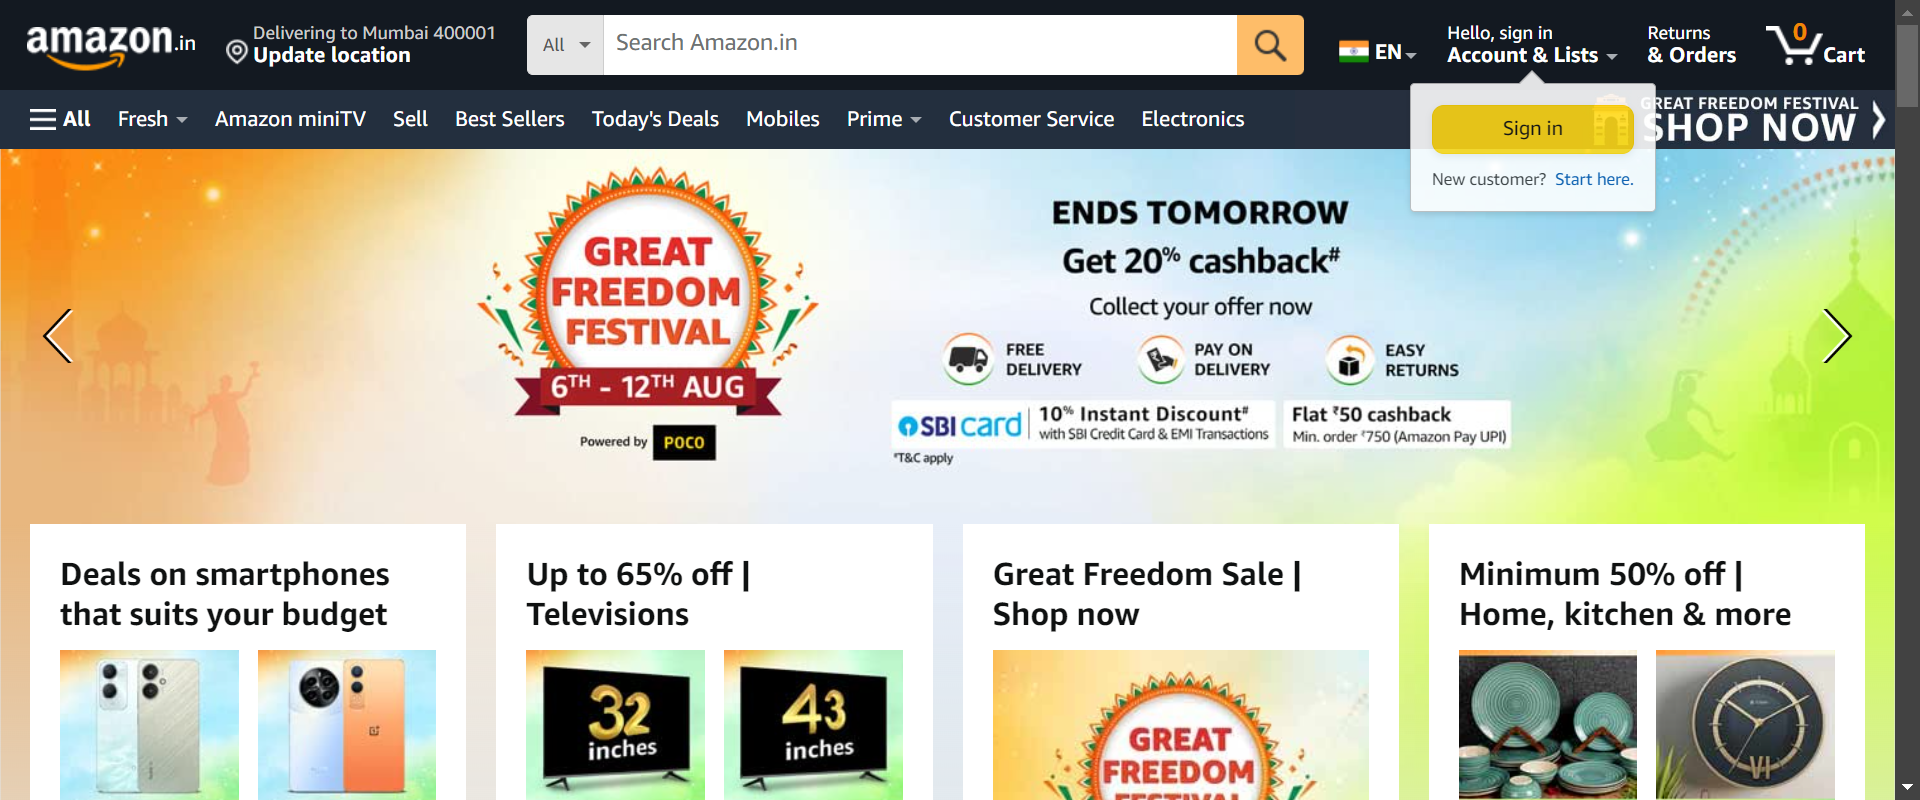 amazon.in
Delivering to Mumbai 400001
Update location
All
Search Amazon.in
EN
Hello, sign in
Account & Lists
Returns
& Orders
0
Cart
All
Fresh
Amazon miniTV
Sell
Best Sellers
Today's Deals
Mobiles
Prime
Customer Service
Electronics
GREAT FREEDOM FESTIVAL
SHOP NOW
Sign in
New customer? Start here.
GREAT
FREEDOM
FESTIVAL
6TH - 12TH AUG
Powered by POCO
ENDS TOMORROW
Get 20% cashback#
Collect your offer now
FREE
DELIVERY
PAY ON
DELIVERY
EASY
RETURNS
SBI card
10% Instant Discount#
with SBI Credit Card & EMI Transactions
Flat ₹50 cashback
Min. order ₹750 (Amazon Pay UPI)
#T&C apply
Deals on smartphones
that suits your budget
Up to 65% off |
Televisions
32
inches
43
inches
Great Freedom Sale |
Shop now
GREAT
FREEDOM
FESTIVAL
Minimum 50% off |
Home, kitchen & more
VI